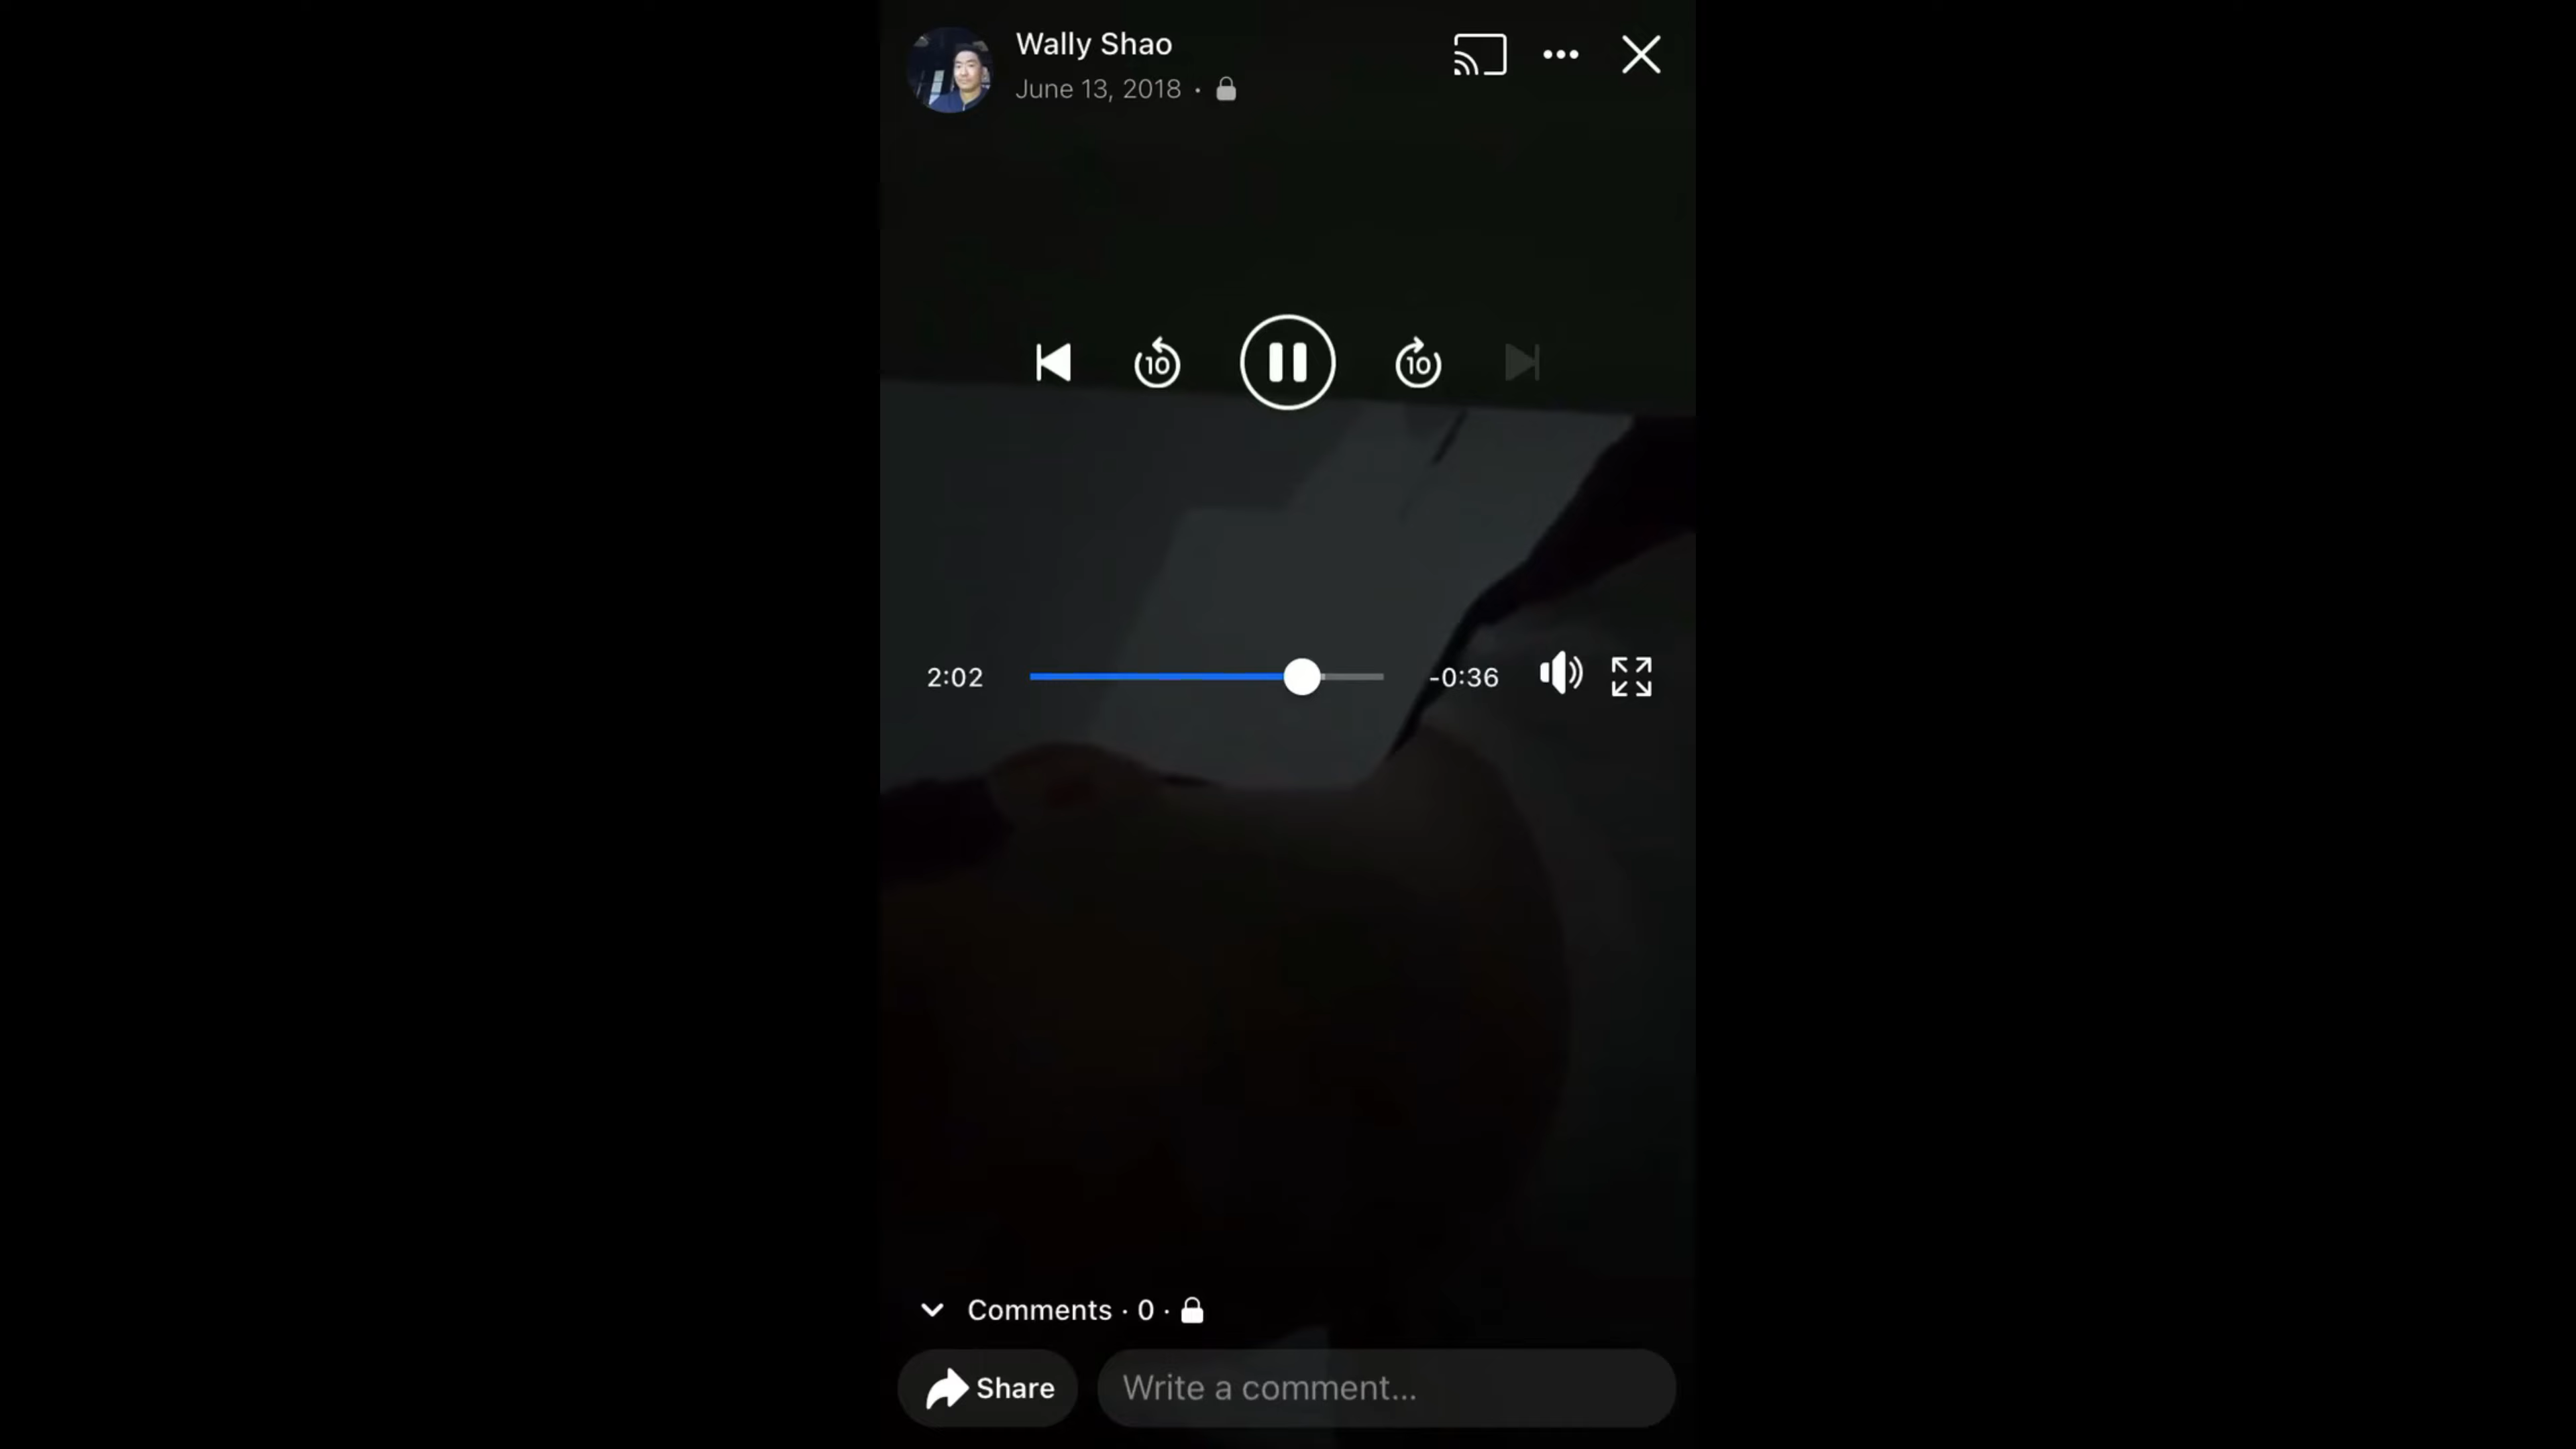 Wally Shao
June 13, 2018 ·
10
10
2:02
-0:36
Comments · 0 ·
Share
Write a comment...